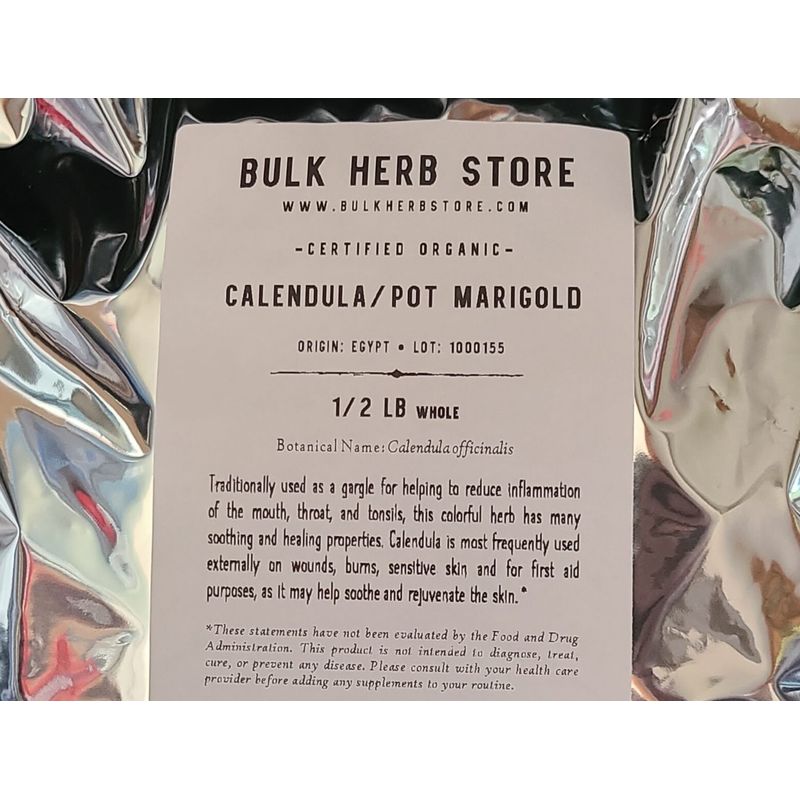 BULK HERB STORE
WWW.BULKHERBSTORE.COM
-CERTIFIED ORGANIC-
CALENDULA/POT MARIGOLD
ORIGIN: EGYPT • LOT: 1000155
1/2 LB WHOLE
Botanical Name: Calendula officinalis
Traditionally used as a gargle for helping to reduce inflammation
of the mouth, throat, and tonsils, this colorful herb has many
soothing and healing properties. Calendula is most frequently used
externally on wounds, burns, sensitive skin, and for first aid
purposes, as it may help soothe and rejuvenate the skin.*
*These statements have not been evaluated by the Food and Drug
Administration. This product is not intended to diagnose, treat,
cure, or prevent any disease. Please consult with your health care
provider before adding any supplements to your routine.